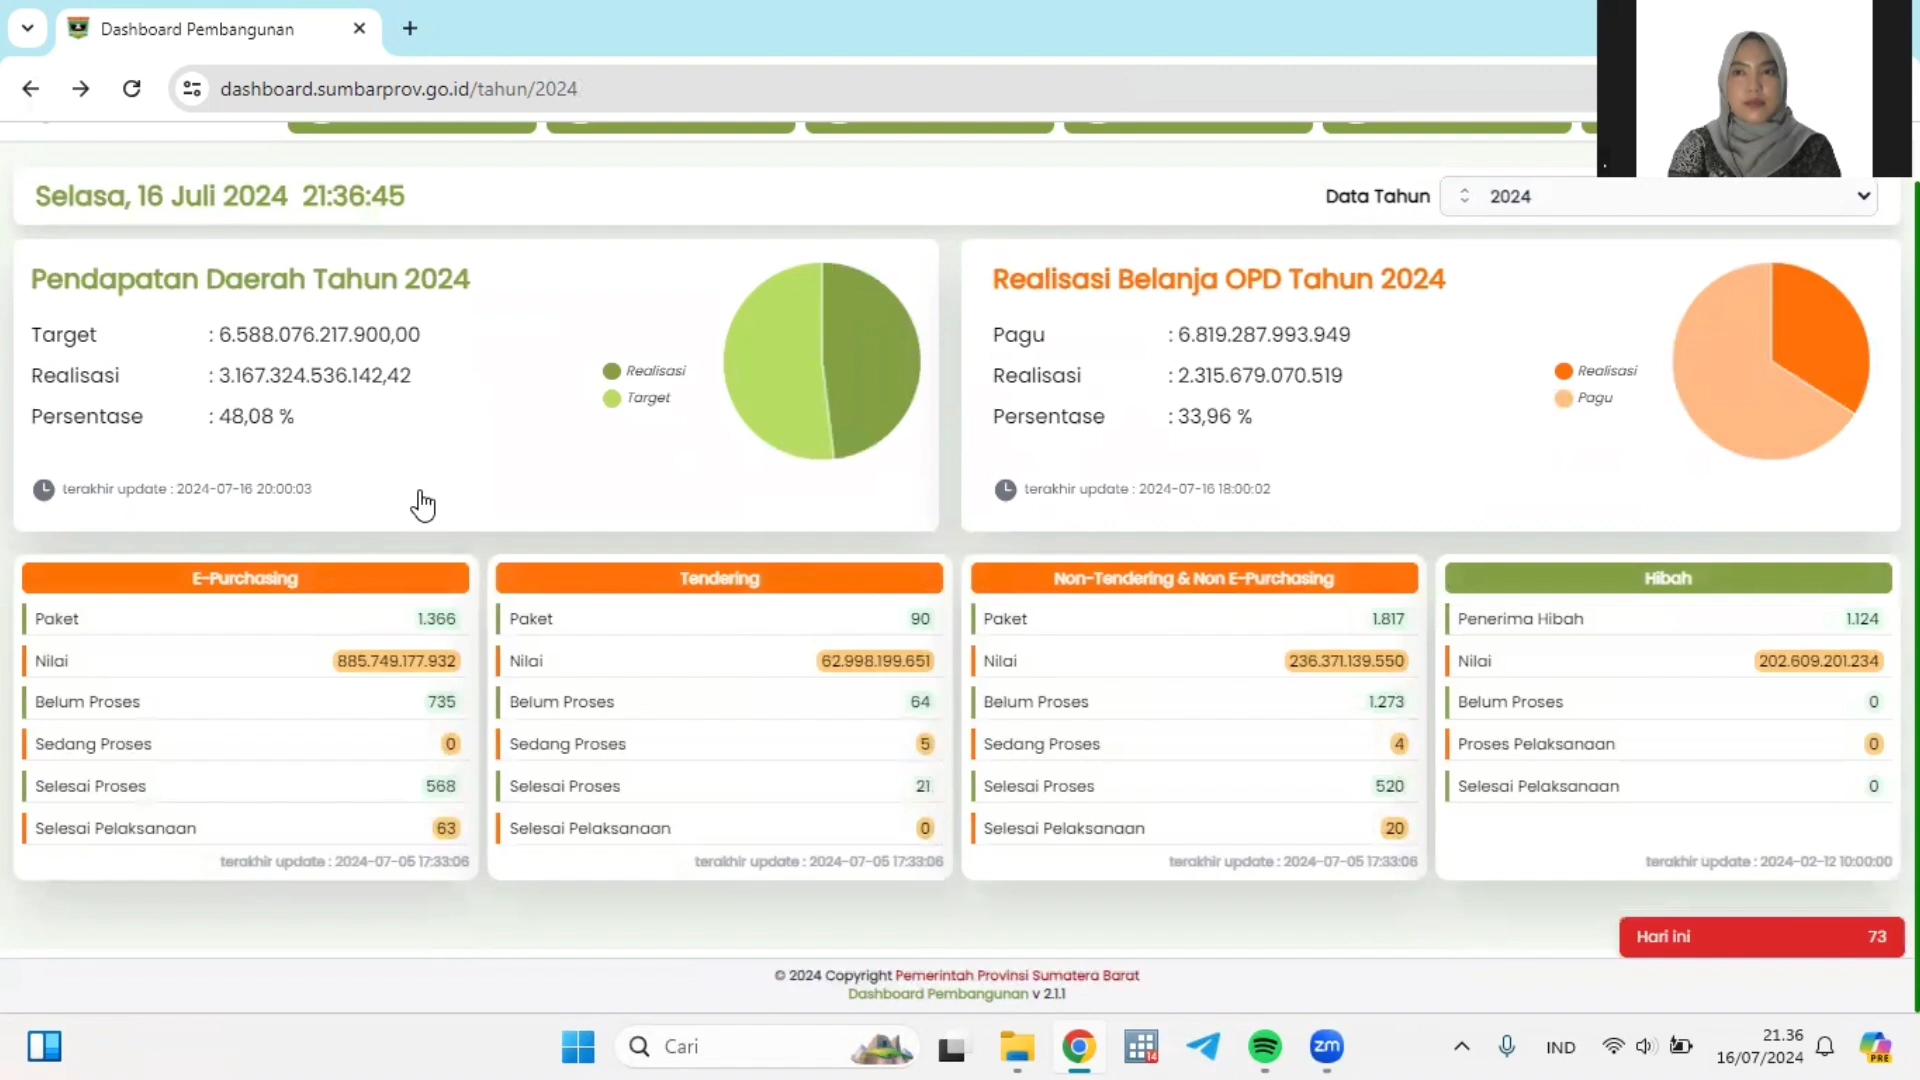 Dashboard Pembangunan
dashboard.sumbarprov.go.id/tahun/2024
Selasa, 16 Juli 2024 21:36:45
Data Tahun 2024
Pendapatan Daerah Tahun 2024
Target : 6.588.076.217.900,00
Realisasi : 3.167.324.536.142,42
Persentase : 48,08 %
Realisasi
Target
terakhir update : 2024-07-16 20:00:03
Realisasi Belanja OPD Tahun 2024
Pagu : 6.819.287.993.949
Realisasi : 2.315.679.070.519
Persentase : 33,96 %
Realisasi
Pagu
terakhir update : 2024-07-16 18:00:02
E-Purchasing
Paket 1.366
Nilai 885.749.177.932
Belum Proses 735
Sedang Proses 0
Selesai Proses 568
Selesai Pelaksanaan 63
terakhir update : 2024-07-05 17:33:06
Tendering
Paket 90
Nilai 62.998.199.651
Belum Proses 64
Sedang Proses 5
Selesai Proses 21
Selesai Pelaksanaan 0
terakhir update : 2024-07-05 17:33:06
Non-Tendering & Non E-Purchasing
Paket 1.817
Nilai 236.371.139.550
Belum Proses 1.273
Sedang Proses 4
Selesai Proses 520
Selesai Pelaksanaan 20
terakhir update : 2024-07-05 17:33:06
Hibah
Penerima Hibah 1.124
Nilai 202.609.201.234
Belum Proses 0
Proses Pelaksanaan 0
Selesai Pelaksanaan 0
terakhir update : 2024-02-12 10:00:00
Hari ini 73
© 2024 Copyright Pemerintah Provinsi Sumatera Barat
Dashboard Pembangunan v 2.1.1
Cari
14
zm
IND
21.36
16/07/2024
PRE